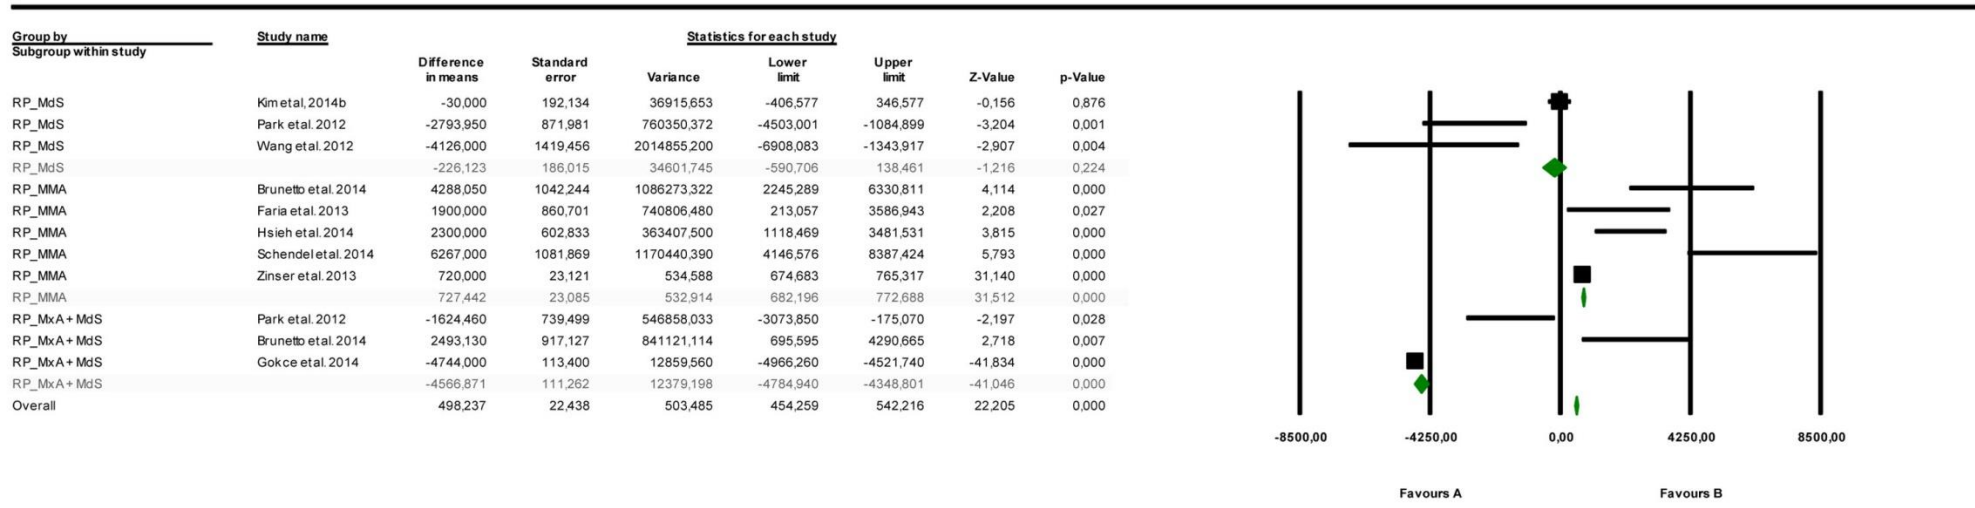 Group by Study name Statistics for each study
Subgroup within study
Difference in means Standard error Variance Lower limit Upper limit Z-Value p-Value
RP_MdS Kim et al, 2014b -30,000 192,134 36915,653 -406,577 346,577 -0,156 0,876
RP_MdS Park et al. 2012 -2793,950 871,981 760350,372 -4503,001 -1084,899 -3,204 0,001
RP_MdS Wang et al. 2012 -4126,000 1419,456 2014855,200 -6908,083 -1343,917 -2,907 0,004
RP_MdS -226,123 186,015 34601,745 -590,706 138,461 -1,216 0,224
RP_MMA Brunetto et al. 2014 4288,050 1042,244 1086273,322 2245,289 6330,811 4,114 0,000
RP_MMA Faria et al. 2013 1900,000 860,701 740806,480 213,057 3586,943 2,208 0,027
RP_MMA Hsieh et al. 2014 2300,000 602,833 363407,500 1118,469 3481,531 3,815 0,000
RP_MMA Schendel et al. 2014 6267,000 1081,869 1170440,390 4146,576 8387,424 5,793 0,000
RP_MMA Zinser et al. 2013 720,000 23,121 534,588 674,683 765,317 31,140 0,000
RP_MMA 727,442 23,085 532,914 682,196 772,688 31,512 0,000
RP_MxA + MdS Park et al. 2012 -1624,460 739,499 546858,033 -3073,850 -175,070 -2,197 0,028
RP_MxA + MdS Brunetto et al. 2014 2493,130 917,127 841121,114 695,595 4290,665 2,718 0,007
RP_MxA + MdS Gokce et al. 2014 -4744,000 113,400 12859,560 -4966,260 -4521,740 -41,834 0,000
RP_MxA + MdS -4566,871 111,262 12379,198 -4784,940 -4348,801 -41,046 0,000
Overall 498,237 22,438 503,485 454,259 542,216 22,205 0,000
-8500,00 -4250,00 0,00 4250,00 8500,00
Favours A Favours B